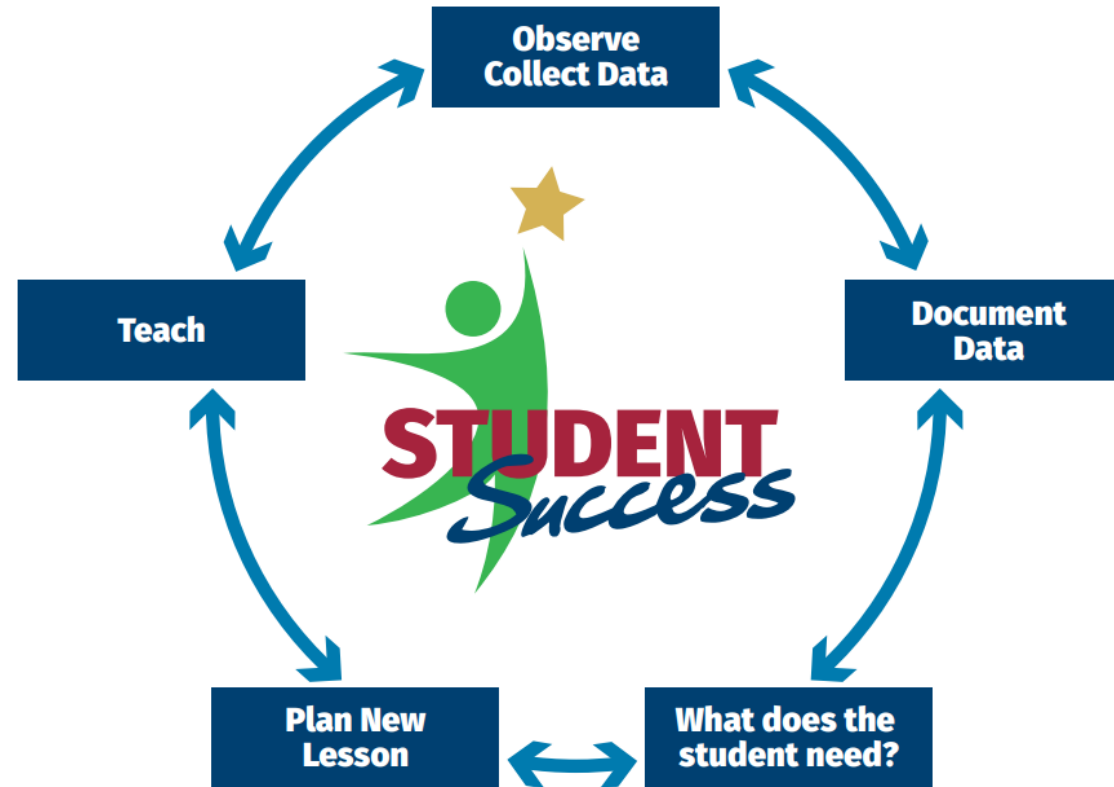 Observe
Collect Data
Document
Data
What does the
student need?
Plan New
Lesson
Teach
STUDENT
Success